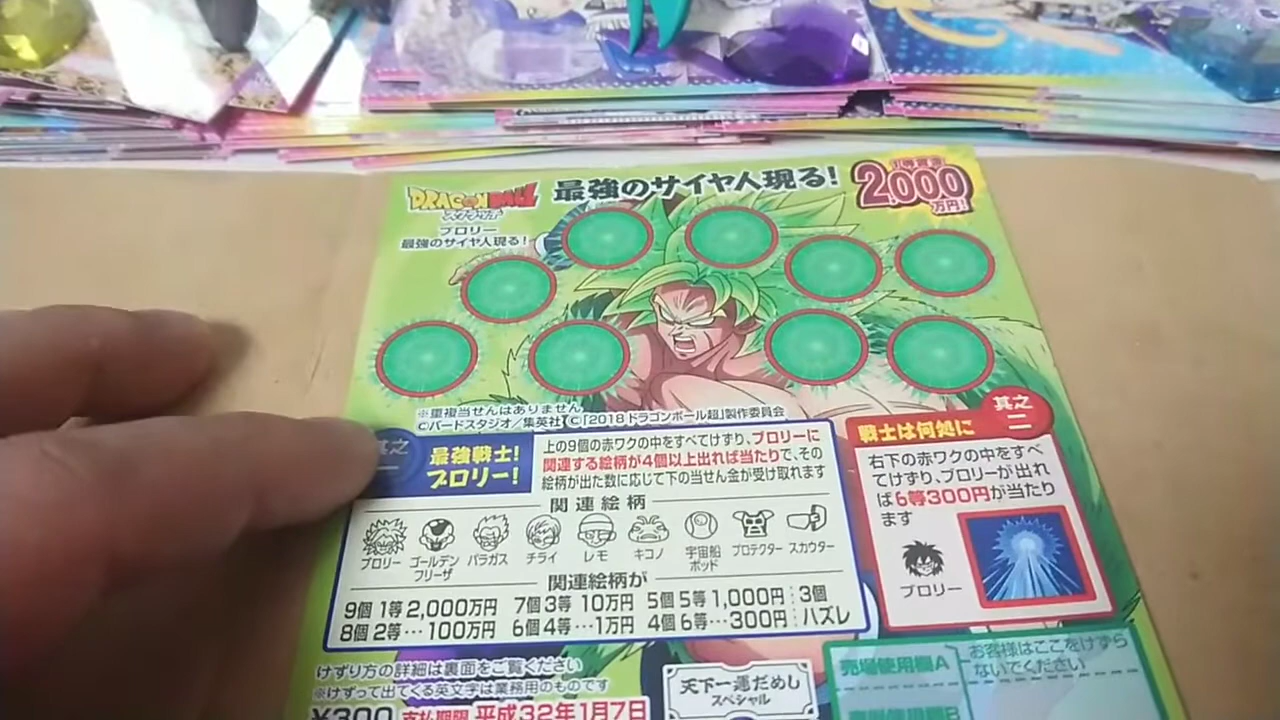 DRAGONBALL
最強のサイヤ人現る!
1等賞金
2,000
万円!
ブロリー
最強のサイヤ人現る!
※重複当せんはありません
©バードスタジオ/集英社 ©「2018 ドラゴンボール超」製作委員会
其之
一
最強戦士!
ブロリー!
上の9個の赤ワクの中をすべてけずり、ブロリーに
関連する絵柄が4個以上出れば当たりで、その
絵柄が出た数に応じて下の当せん金が受け取れます
関連絵柄
ブロリー ゴールデンフリーザ パラガス チライ レモ キコノ 宇宙船ポッド プロテクター スカウター
関連絵柄が
9個 1等 2,000万円 7個 3等 10万円 5個 5等 1,000円 3個
8個 2等…100万円 6個 4等…1万円 4個 6等…300円 ハズレ
其之
二
戦士は何処に
右下の赤ワクの中をすべ
てけずり、ブロリーが出れ
ば6等300円が当たり
ます
ブロリー
けずり方の詳細は裏面をご覧ください
※けずって出てくる英文字は業務用のものです
¥300 支払期限 平成32年1月7日
天下一運だめし
スペシャル
売場使用欄A
お客様はここをけずら
ないでください
売場使用欄B